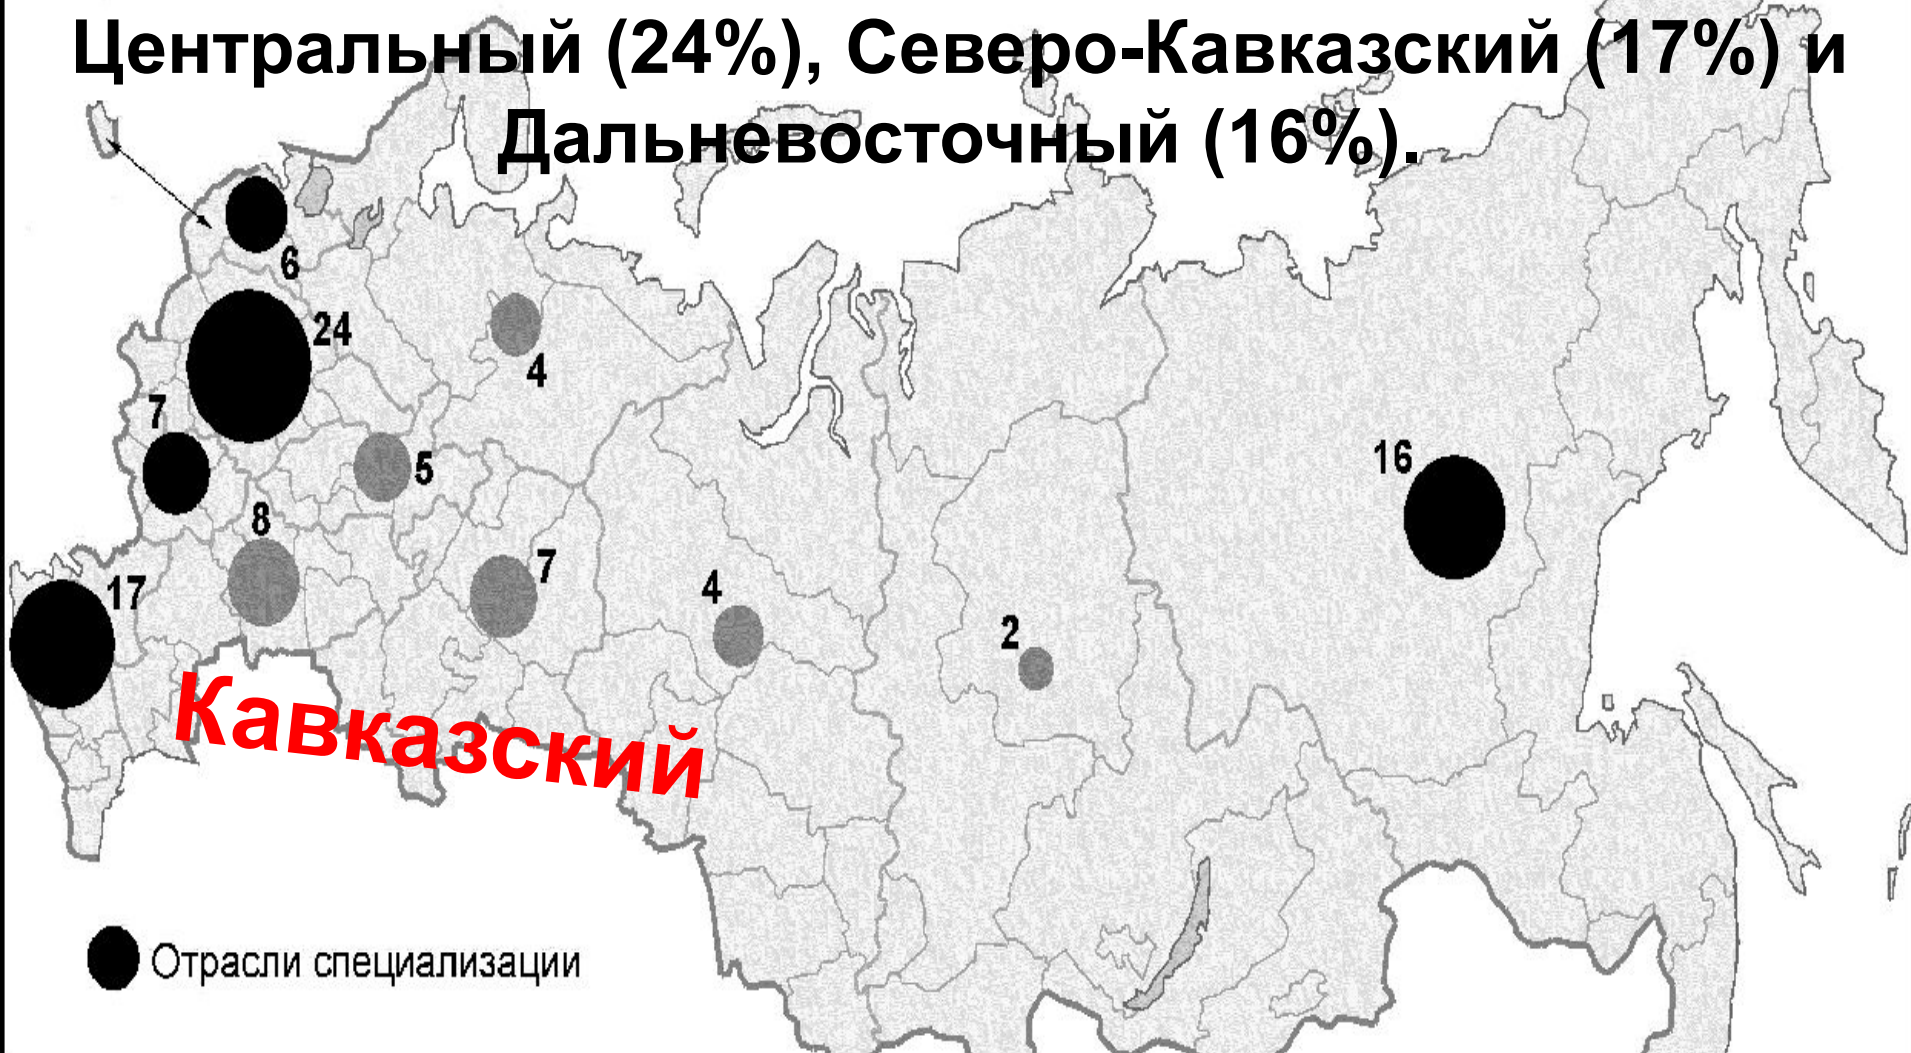 Центральный (24%), Северо-Кавказский (17%) и
Дальневосточный (16%).
6
24
4
7
16
5
8
7
17
4
2
Кавказский
Отрасли специализации